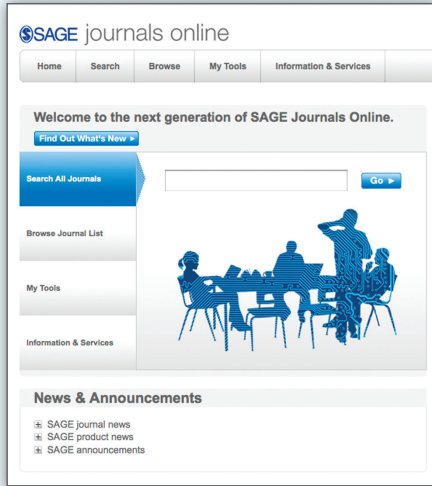 SAGE journals online
Home Search Browse My Tools Information & Services
Welcome to the next generation of SAGE Journals Online.
Find Out What's New
Search All Journals
Go
Browse Journal List
My Tools
Information & Services
News & Announcements
SAGE journal news
SAGE product news
SAGE announcements